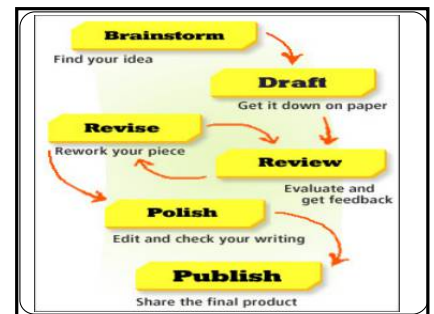 Brainstorm
Find your idea
Draft
Get it down on paper
Revise
Rework your piece
Review
Evaluate and
get feedback
Polish
Edit and check your writing
Publish
Share the final product